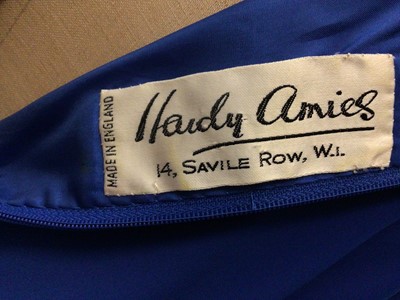 Hardy Amies
14, SAVILE ROW, W.1.
MADE IN ENGLAND